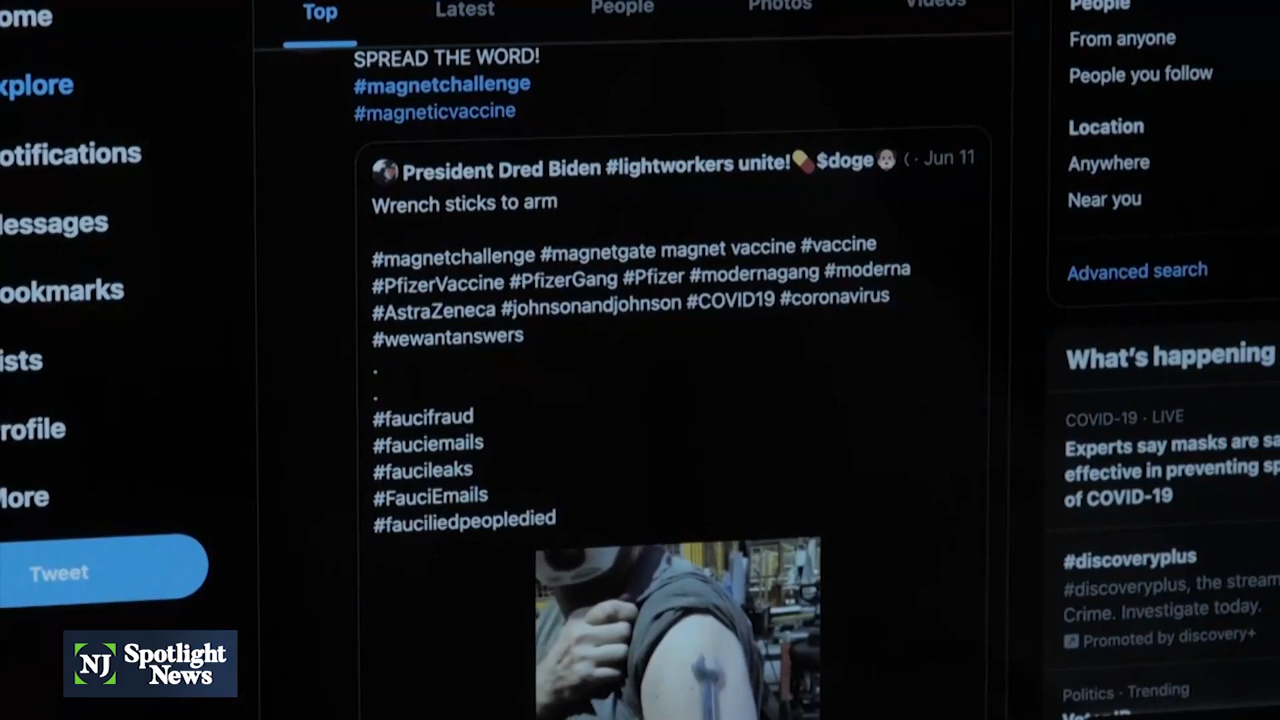 ome
xplore
otifications
lessages
ookmarks
ists
rofile
lore
Tweet
Top
Latest
People
Photos
Videos
SPREAD THE WORD!
#magnetchallenge
#magneticvaccine
President Dred Biden #lightworkers unite!💊$doge ( · Jun 11
Wrench sticks to arm
#magnetchallenge #magnetgate magnet vaccine #vaccine
#PfizerVaccine #PfizerGang #Pfizer #modernagang #moderna
#AstraZeneca #johnsonandjohnson #COVID19 #coronavirus
#wewantanswers
.
.
#faucifraud
#fauciemails
#faucileaks
#FauciEmails
#fauciliedpeopledied
People
From anyone
People you follow
Location
Anywhere
Near you
Advanced search
What's happening
COVID-19 · LIVE
Experts say masks are sa
effective in preventing sp
of COVID-19
#discoveryplus
#discoveryplus, the stream
Crime. Investigate today.
Promoted by discovery+
Politics · Trending
NJ Spotlight
News